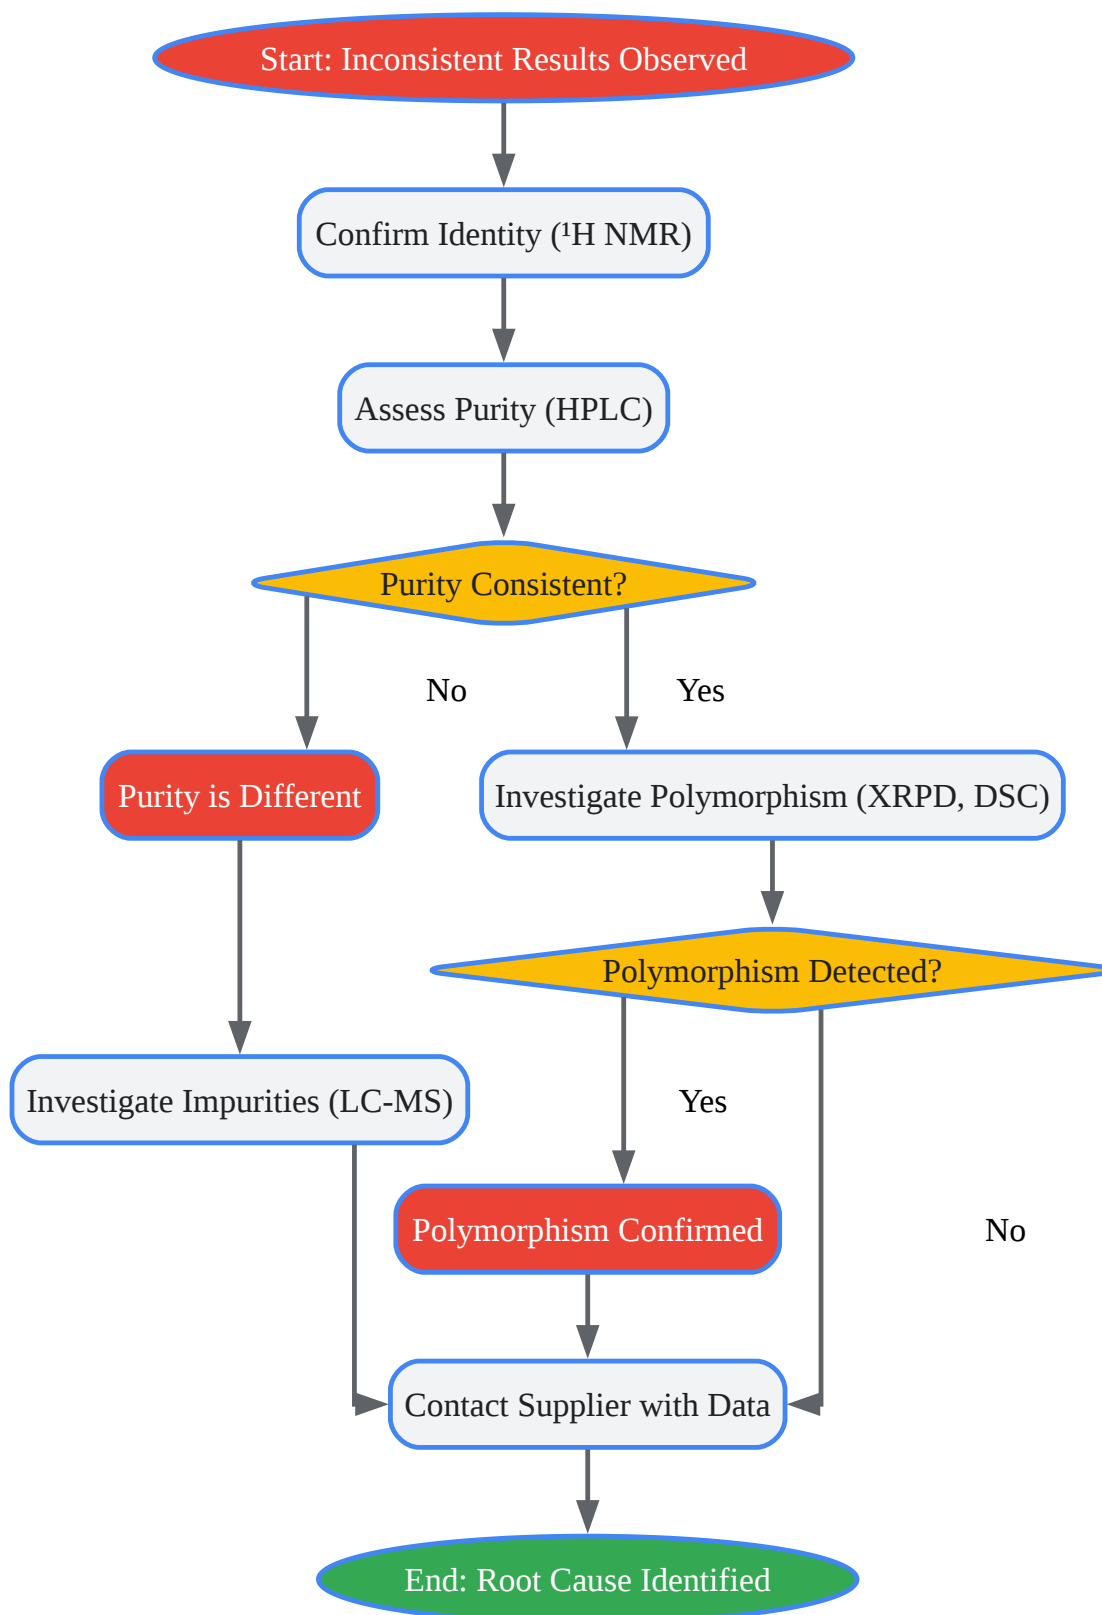 Start: Inconsistent Results Observed
Confirm Identity (¹H NMR)
Assess Purity (HPLC)
Purity Consistent?
No
Yes
Purity is Different
Investigate Polymorphism (XRPD, DSC)
Polymorphism Detected?
Investigate Impurities (LC-MS)
Yes
Polymorphism Confirmed
No
Contact Supplier with Data
End: Root Cause Identified